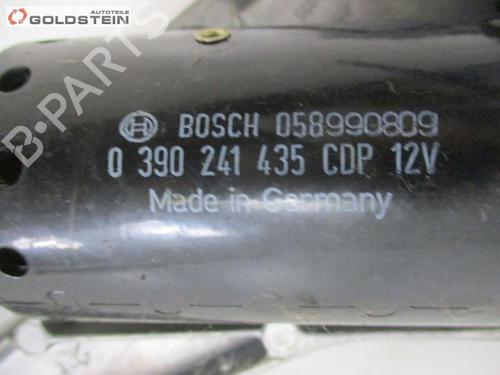 AUTOTEILE
GOLDSTEIN
BOSCH 058990809
0 390 241 435 CDP 12V
Made in Germany
B-Parts